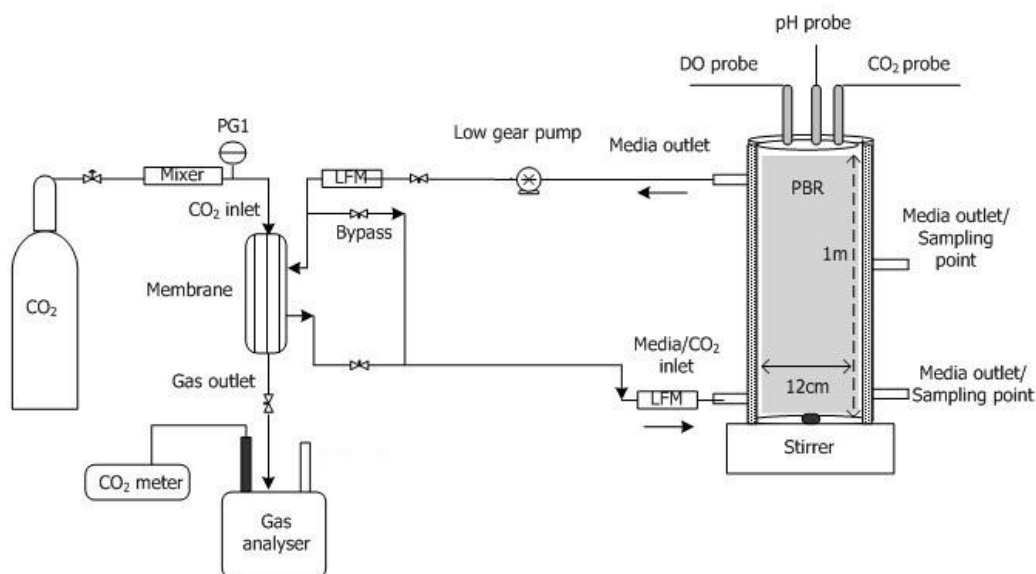 pH probe
DO probe
CO₂ probe
PG1
Low gear pump
Media outlet
Mixer
LFM
PBR
CO₂ inlet
Bypass
Media outlet/
Sampling
point
1m
Membrane
CO₂
Media/CO₂
inlet
Gas outlet
12cm
LFM
Media outlet/
Sampling point
Stirrer
CO₂ meter
Gas
analyser